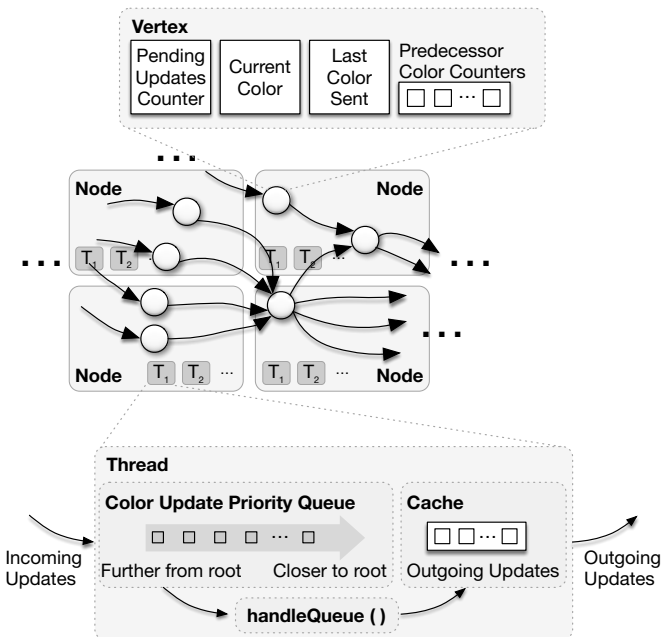 Vertex
Pending
Updates
Counter
Current
Color
Last
Color
Sent
Predecessor
Color Counters
...
...
Node
Node
...
T1 T2 ..
T1 T2 ...
...
...
Node
T1 T2 ...
T1 T2 ...
Node
Thread
Color Update Priority Queue
...
Further from root
Closer to root
Cache
...
Outgoing Updates
Incoming
Updates
Outgoing
Updates
handleQueue ( )